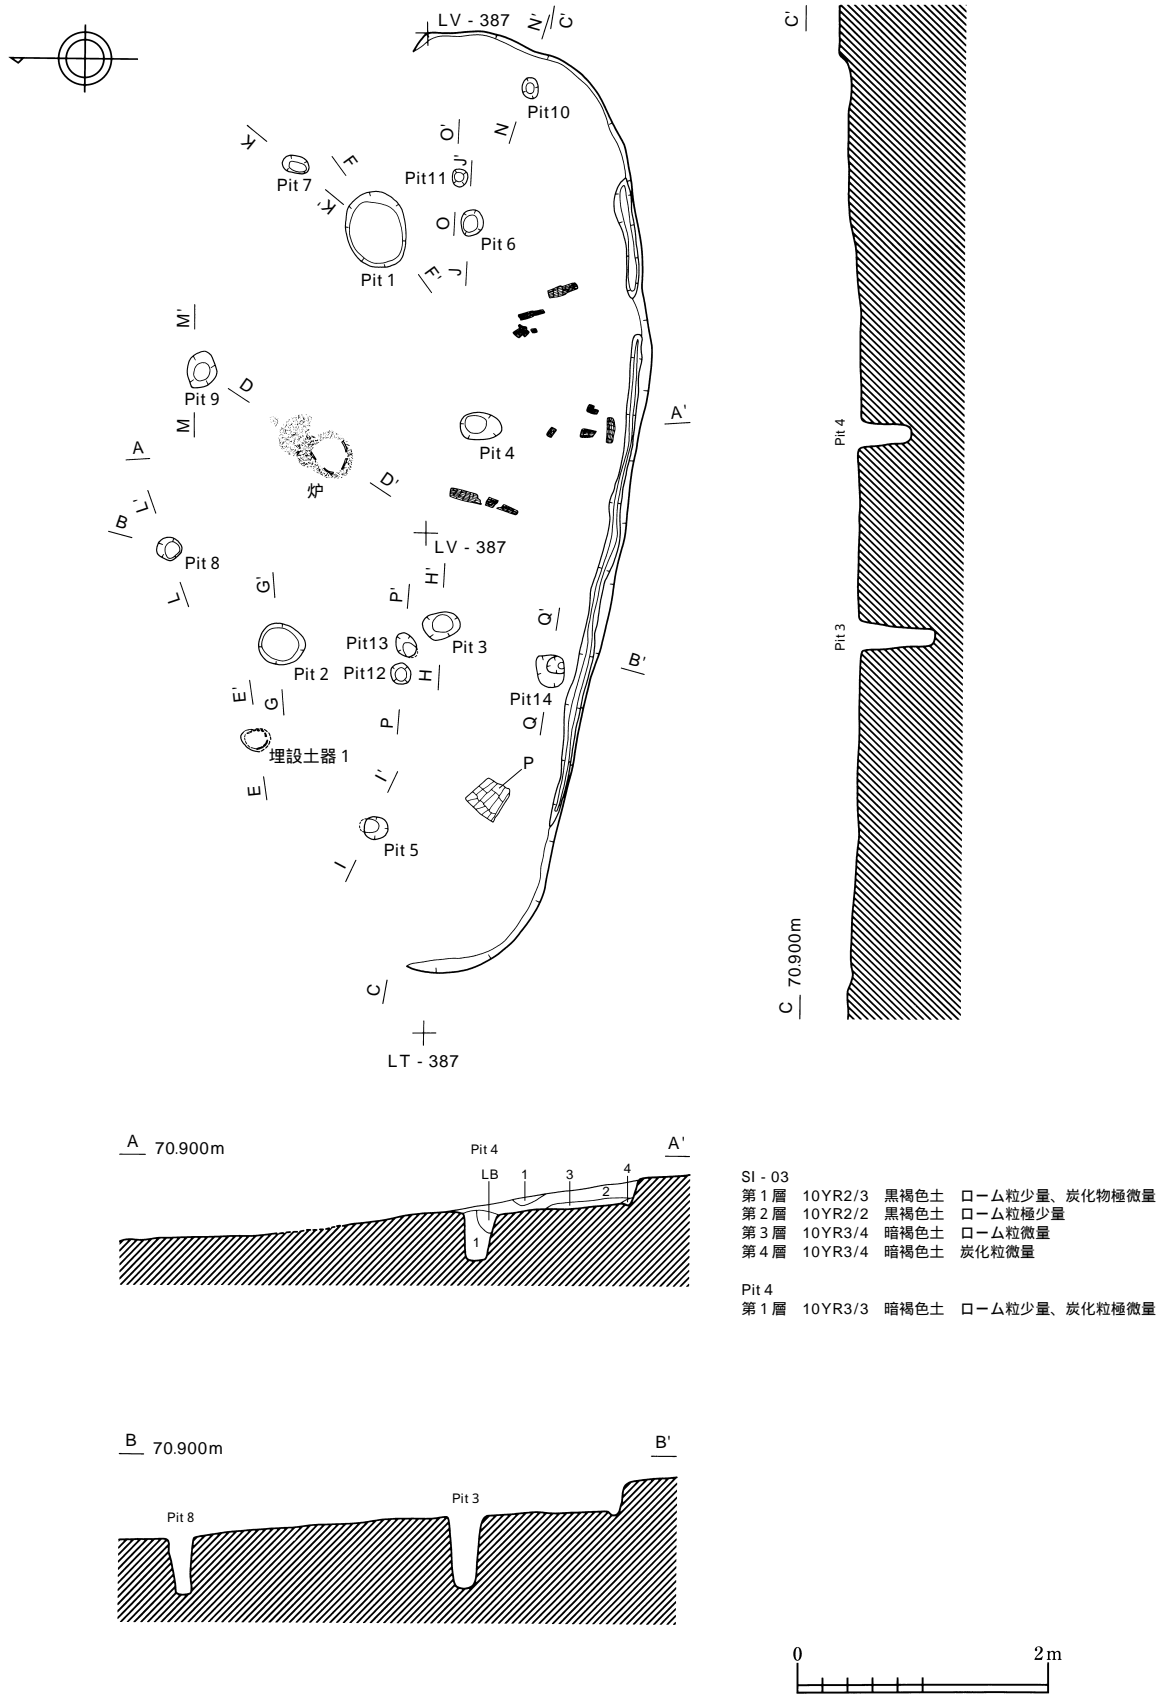 LV - 387
N'
C'
Pit10
K
Pit 7
F
K'
O'
N
J'
Pit11
O
Pit 6
Pit 1
F'
J
M'
Pit 9
D
M
A
炉
D'
Pit 4
A'
L'
B
Pit 8
L
LV - 387
G'
P'
H'
Pit13
Pit 3
Q'
Pit 2
Pit12
H
B'
Pit14
E'
G
P
Q
埋設土器 1
E
I'
P
Pit 5
I
C
LT - 387
C'
Pit 4
Pit 3
C 70.900m
A 70.900m
Pit 4
A'
LB
1
3
4
2
1
SI - 03
第1層 10YR2/3 黒褐色土 ローム粒少量、炭化物極微量
第2層 10YR2/2 黒褐色土 ローム粒極少量
第3層 10YR3/4 暗褐色土 ローム粒微量
第4層 10YR3/4 暗褐色土 炭化粒微量
Pit 4
第1層 10YR3/3 暗褐色土 ローム粒少量、炭化粒極微量
B 70.900m
B'
Pit 8
Pit 3
0
2m